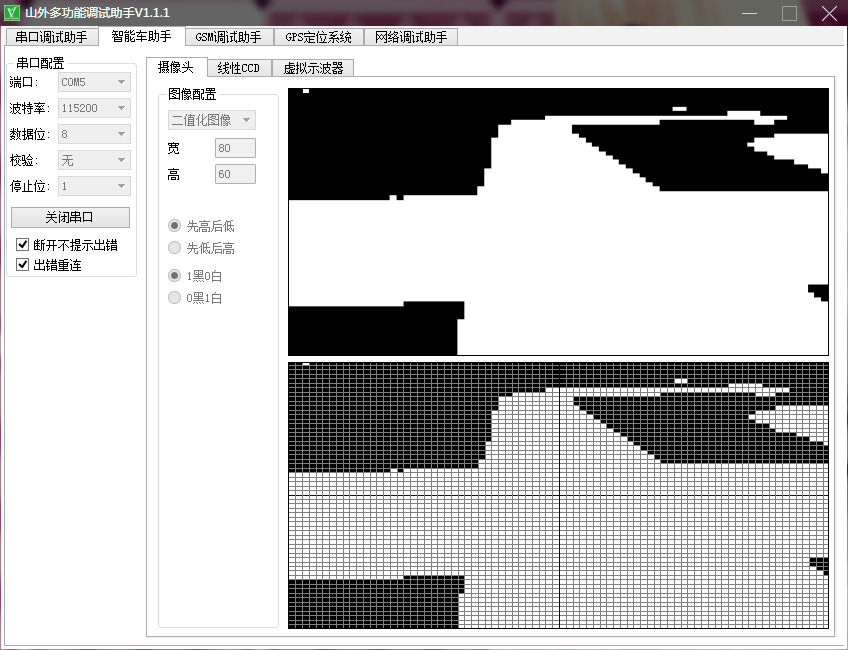 山外多功能调试助手V1.1.1
串口调试助手 智能车助手 GSM调试助手 GPS定位系统 网络调试助手
串口配置
端口: COM5
波特率: 115200
数据位: 8
校验: 无
停止位: 1
关闭串口
断开不提示出错
出错重连
摄像头 线性CCD 虚拟示波器
图像配置
二值化图像
宽 80
高 60
先高后低
先低后高
1黑0白
0黑1白